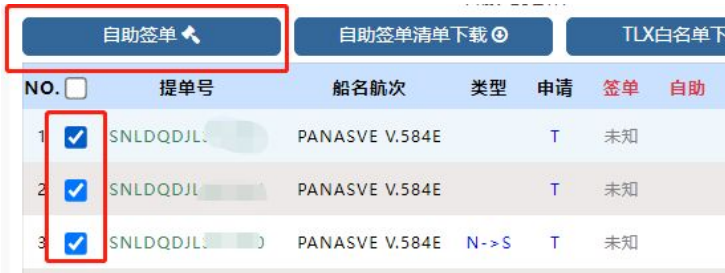 自助签单 自助签单清单下载 TLX白名单下
NO. 提单号 船名航次 类型 申请 签单 自助
1 SNLDQDJL PANASVE V.584E T 未知
2 SNLDQDJL PANASVE V.584E T 未知
3 SNLDQDJL PANASVE V.584E N->S T 未知